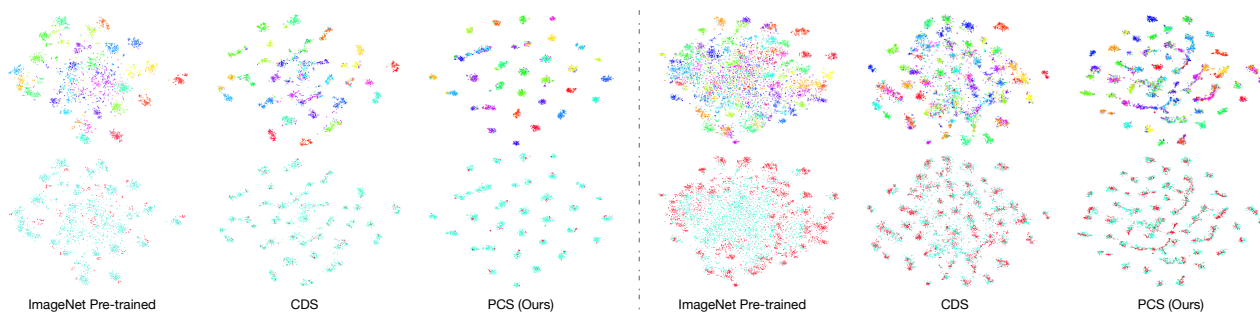 ImageNet Pre-trained
CDS
PCS (Ours)
ImageNet Pre-trained
CDS
PCS (Ours)